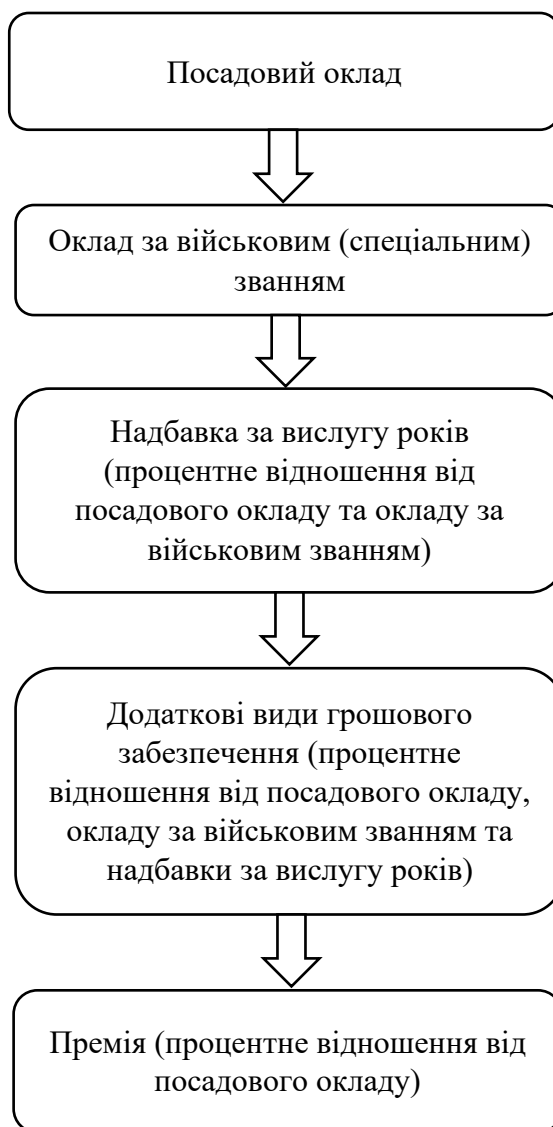 Посадовий оклад
Оклад за військовим (спеціальним)
званням
Надбавка за вислугу років
(процентне відношення від
посадового окладу та окладу за
військовим званням)
Додаткові види грошового
забезпечення (процентне
відношення від посадового окладу,
окладу за військовим званням та
надбавки за вислугу років)
Премія (процентне відношення від
посадового окладу)